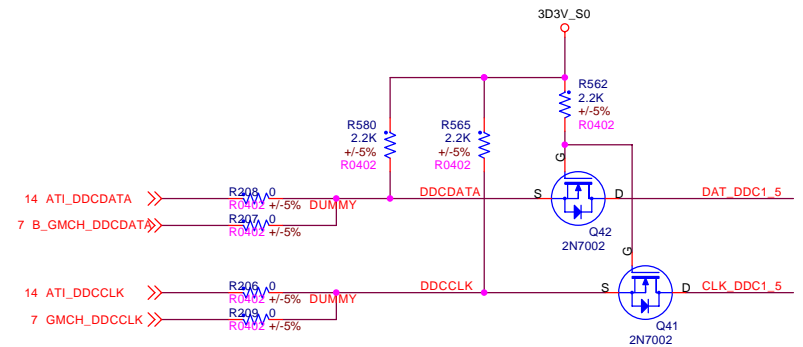 3D3V_S0
R562
2.2K
+/-5%
R0402
R580
2.2K
+/-5%
R0402
R565
2.2K
+/-5%
R0402
G
14 ATI_DDCDATA
R208 0
R0402 +/-5% DUMMY
DDCDATA
S
D
DAT_DDC1_5
7 B_GMCH_DDCDATA
R207 0
R0402 +/-5%
Q42
2N7002
G
14 ATI_DDCCLK
R206 0
R0402 +/-5% DUMMY
DDCCLK
S
D
CLK_DDC1_5
7 GMCH_DDCCLK
R209 0
R0402 +/-5%
Q41
2N7002